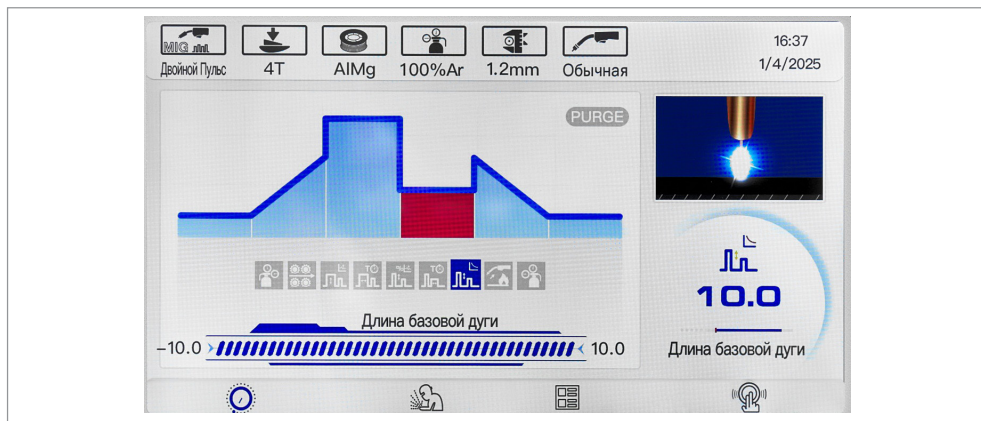 MIG
Двойной Пульс
4T
AlMg
100%Ar
1.2mm
Обычная
16:37
1/4/2025
PURGE
10.0
Длина базовой дуги
-10.0
10.0
Длина базовой дуги